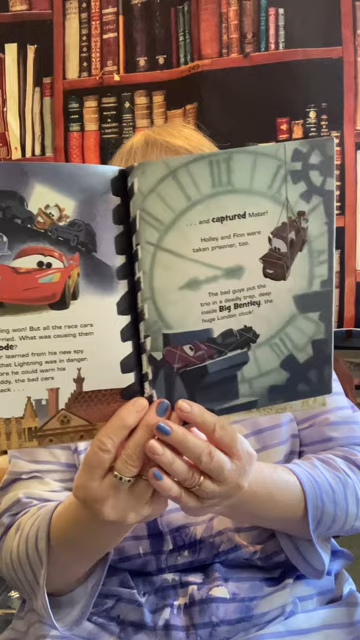 ing won! But all the race cars
ried. What was causing them
ode?
r learned from his new spy
that Lightning was in danger.
ore he could warn his
ddy, the bad cars
ack . . .
. . . and captured Mater!
Holley and Finn were
taken prisoner, too.
The bad guys put the
trio in a deadly trap, deep
inside Big Bentley, the
huge London clock!